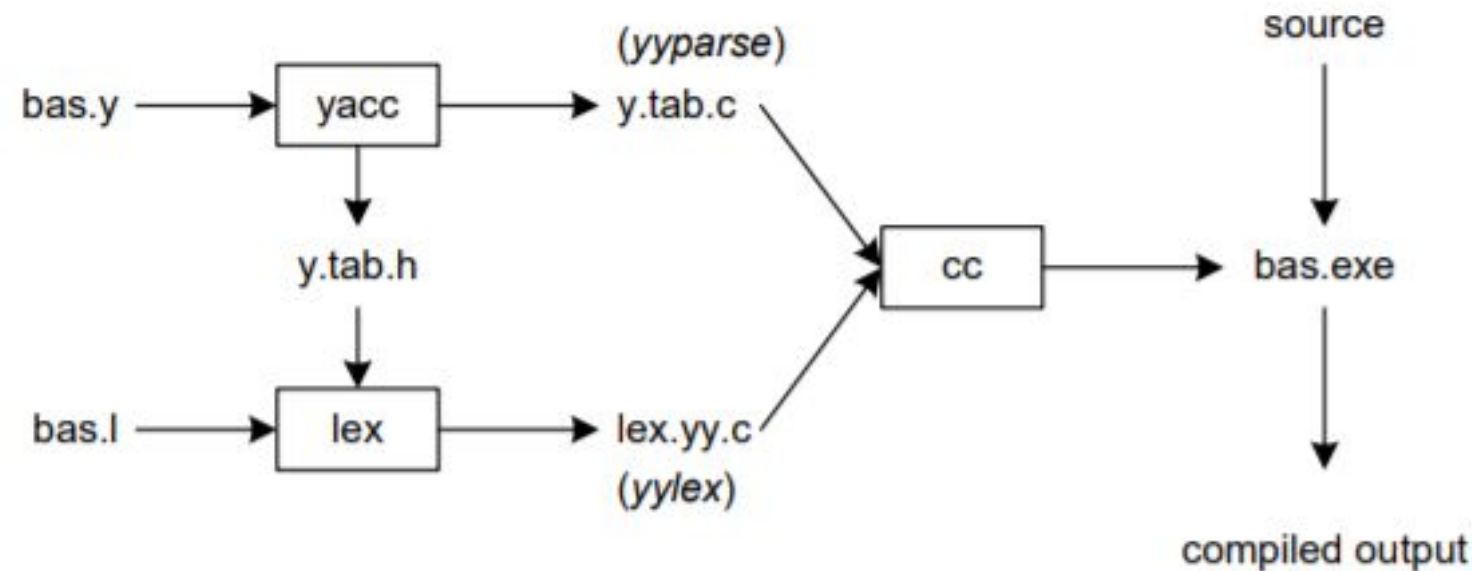 source
(yyparse)
bas.y
yacc
y.tab.c
y.tab.h
cc
bas.exe
bas.l
lex
lex.yy.c
(yylex)
compiled output